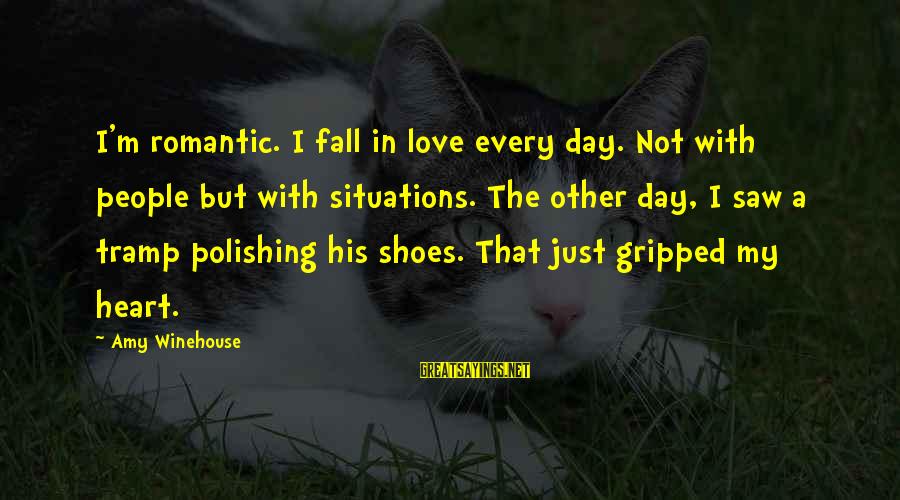 I'm romantic. I fall in love every day. Not with
people but with situations. The other day, I saw a
tramp polishing his shoes. That just gripped my
heart.
~ Amy Winehouse
GREATSAYINGS.NET